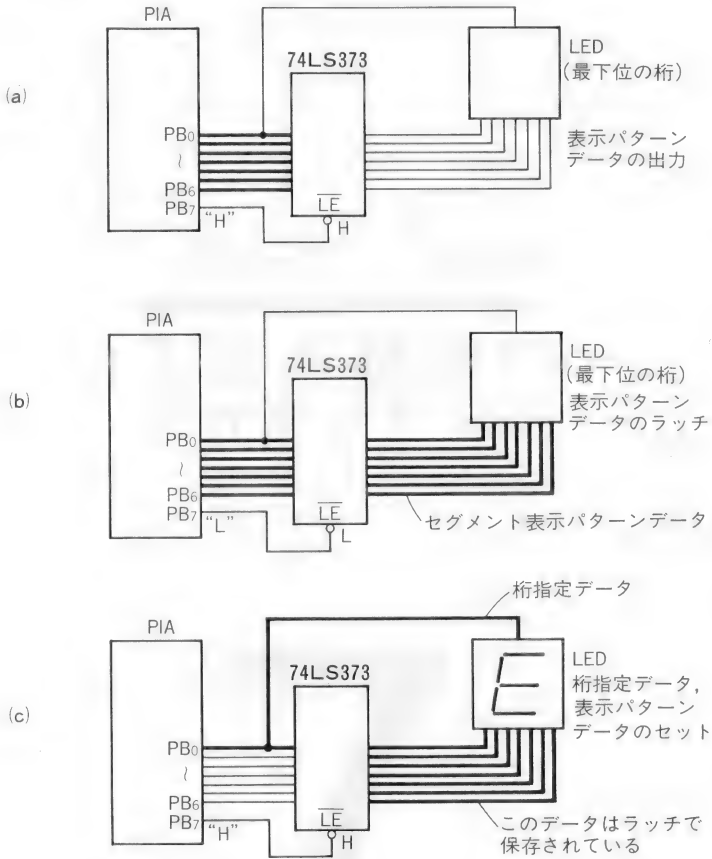 (a)
PIA
74LS373
LED
(最下位の桁)
表示パターン
データの出力
PB₀
~
PB₆
PB₇
"H"
L̅E̅
H
(b)
PIA
74LS373
LED
(最下位の桁)
表示パターン
データのラッチ
PB₀
~
PB₆
PB₇
"L"
L̅E̅
L
セグメント表示パターンデータ
(c)
桁指定データ
PIA
74LS373
E
LED
桁指定データ,
表示パターン
データのセット
PB₀
~
PB₆
PB₇
"H"
L̅E̅
H
このデータはラッチで
保存されている